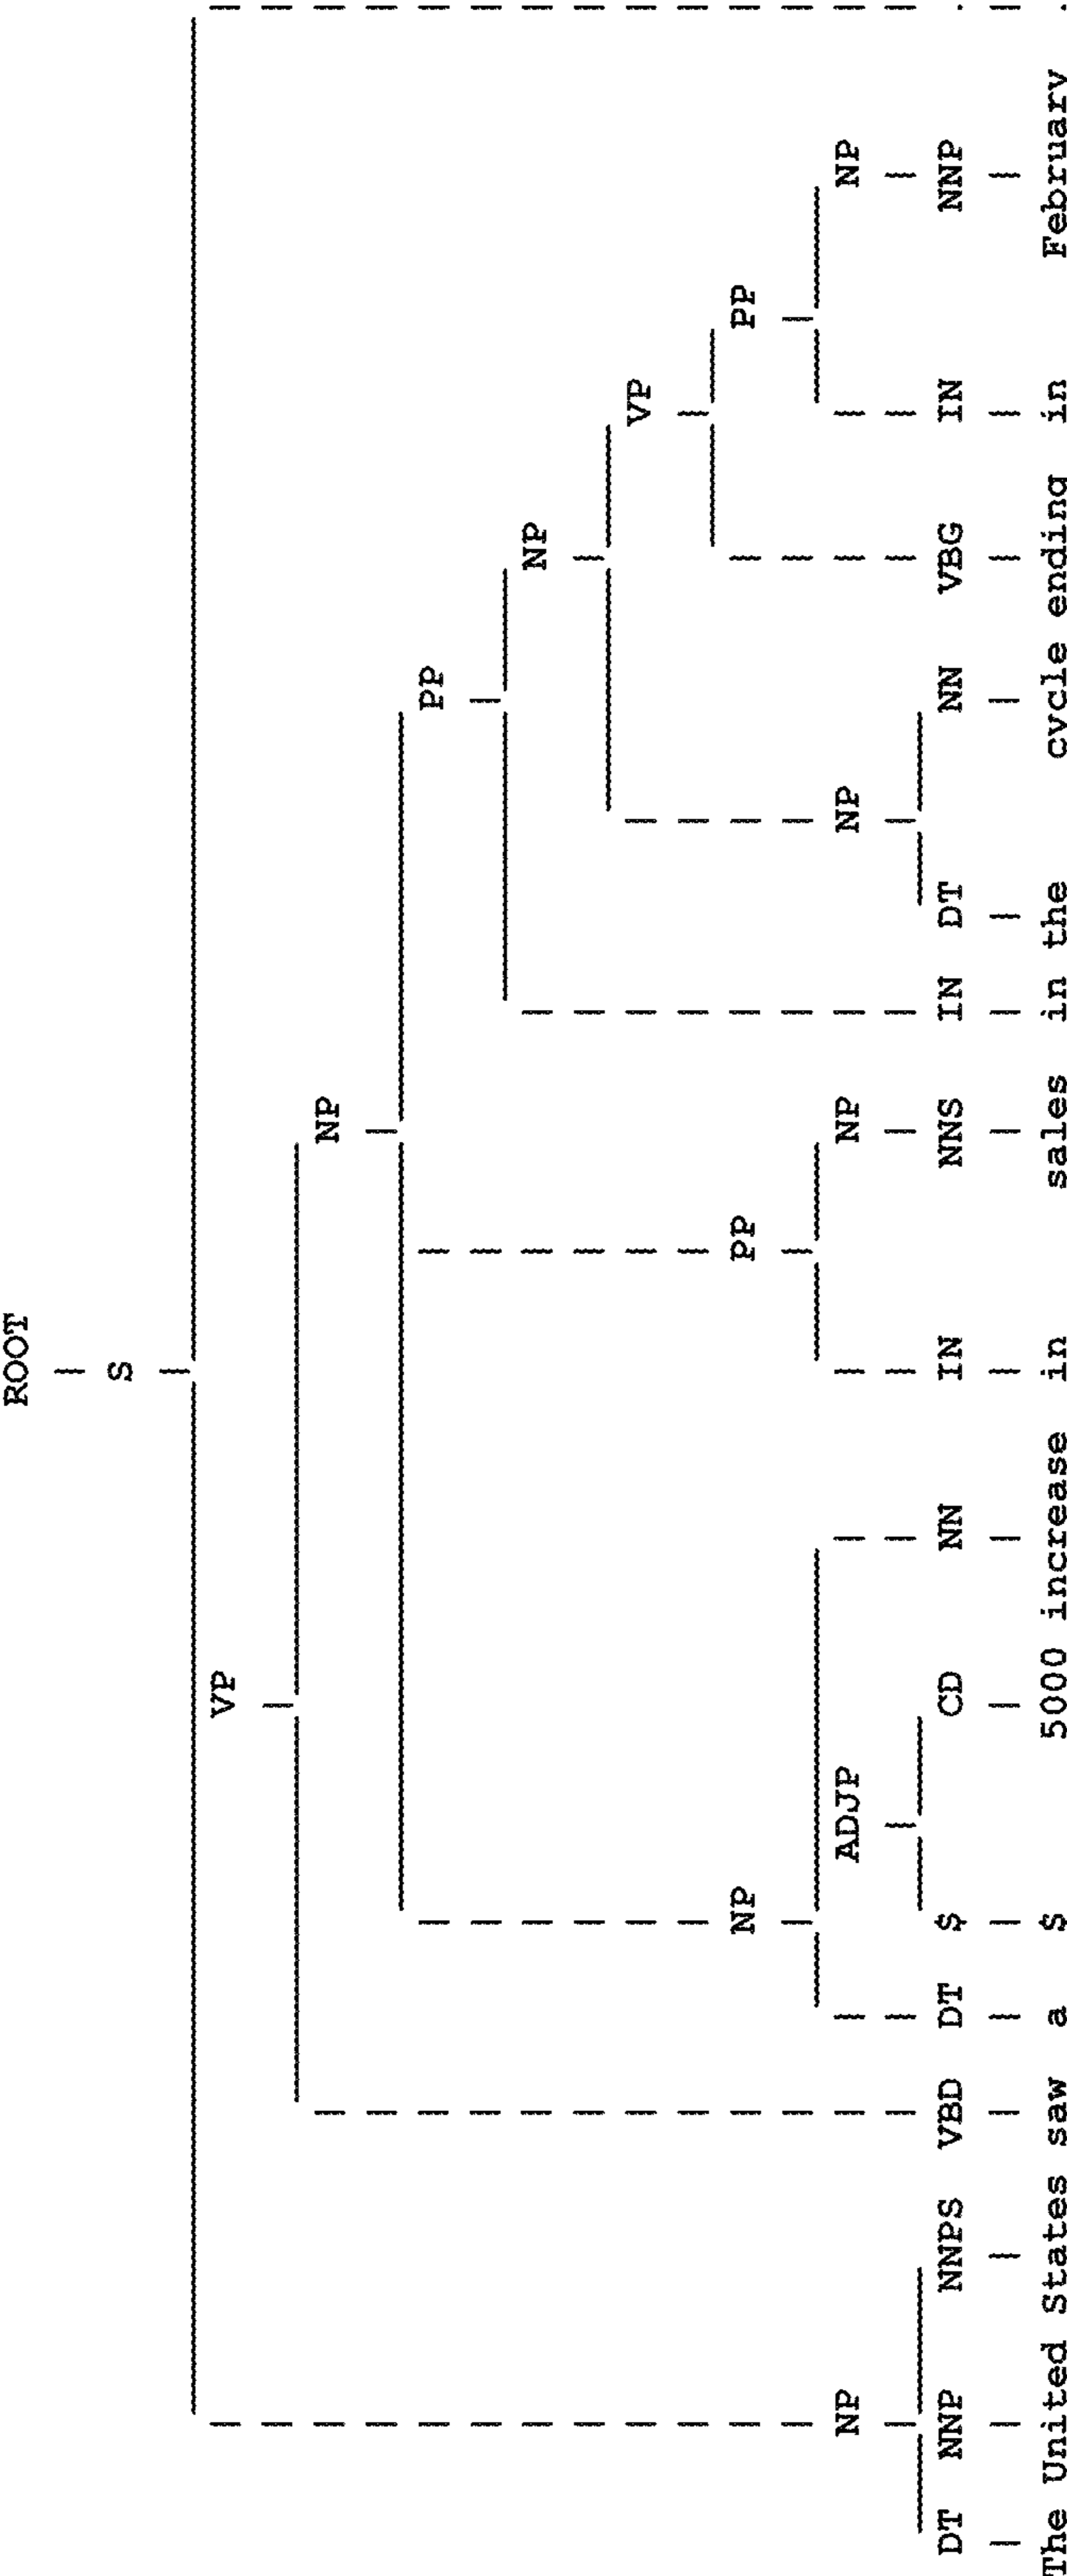 ROOT
S
VP
NP
PP
NP
VP
NP PP PP
NP ADJP NP NP NP
DT NNP NNPS VBD DT $ CD NN IN NNS IN DT NN VBG IN NNP .
The United States saw a $ 5000 increase in sales in the cycle ending in February .